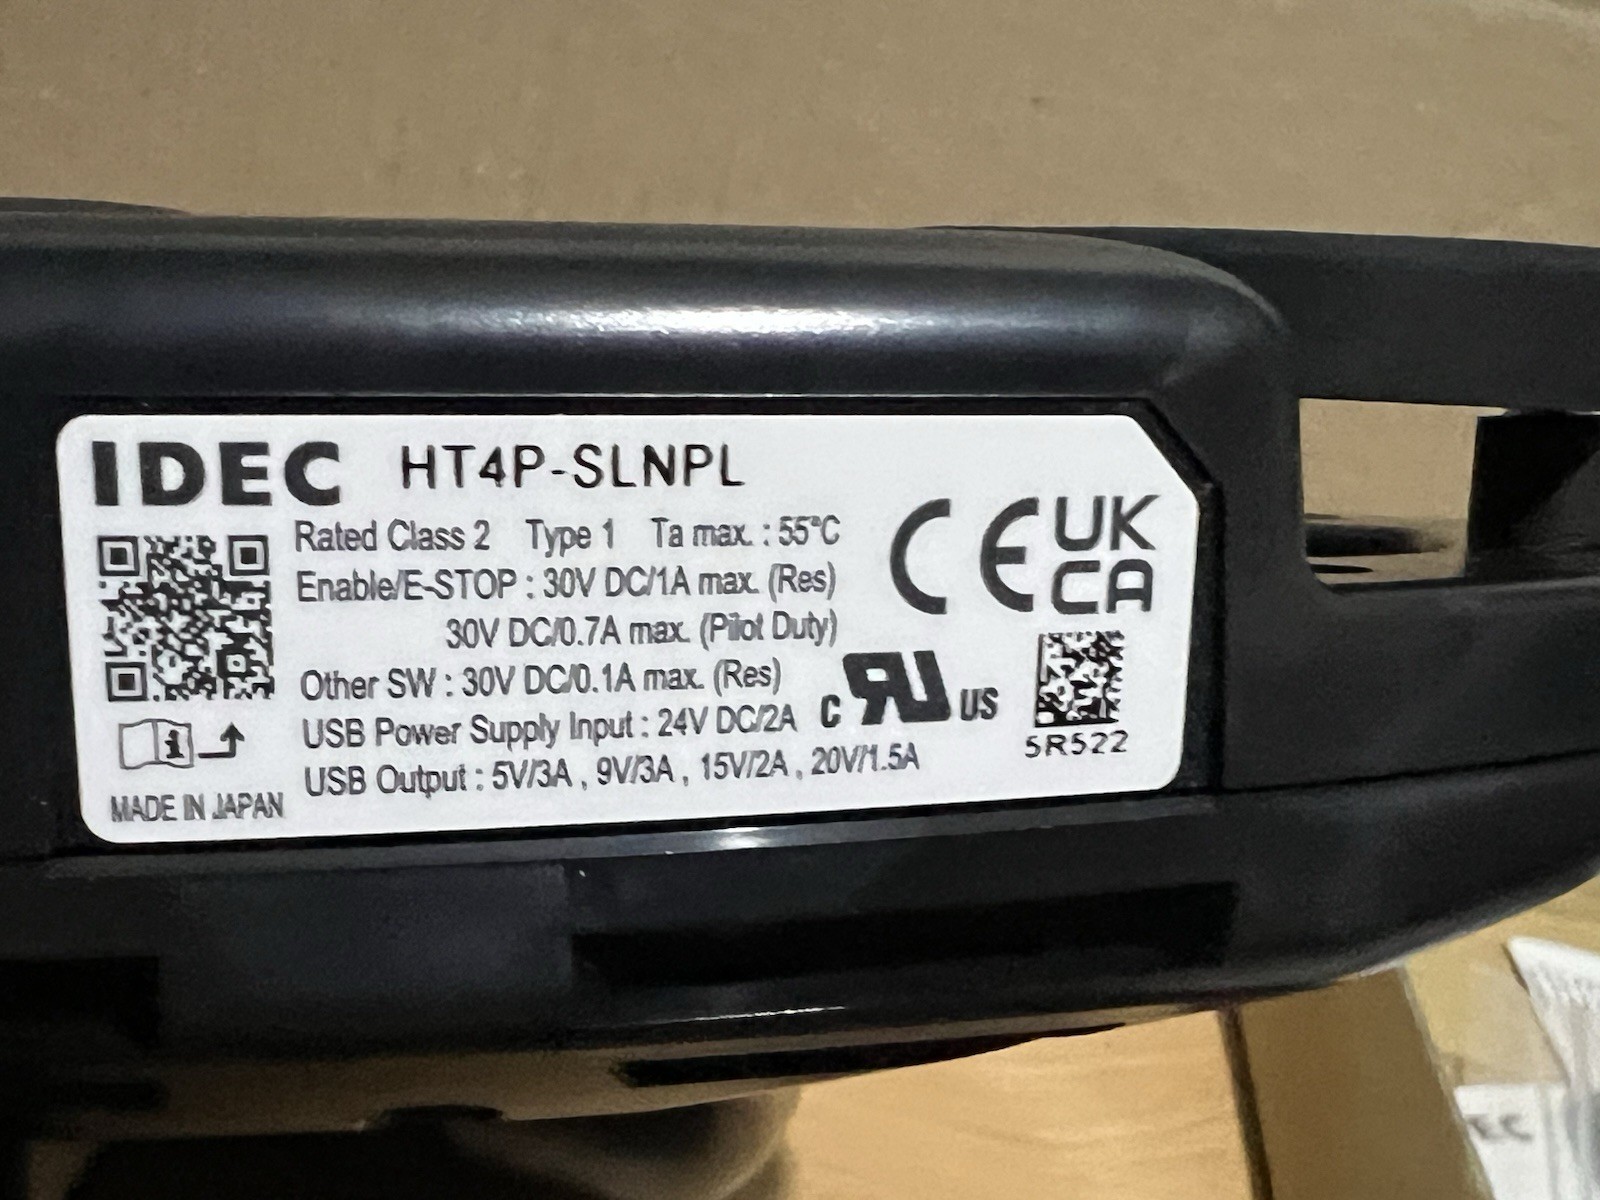 IDEC HT4P-SLNPL
Rated Class 2 Type 1 Ta max. : 55°C
Enable/E-STOP : 30V DC/1A max. (Res)
30V DC/0.7A max. (Pilot Duty)
Other SW : 30V DC/0.1A max. (Res)
USB Power Supply Input : 24V DC/2A
USB Output : 5V/3A , 9V/3A , 15V/2A , 20V/1.5A
MADE IN JAPAN
CE UK
CA
c RU US
5R522